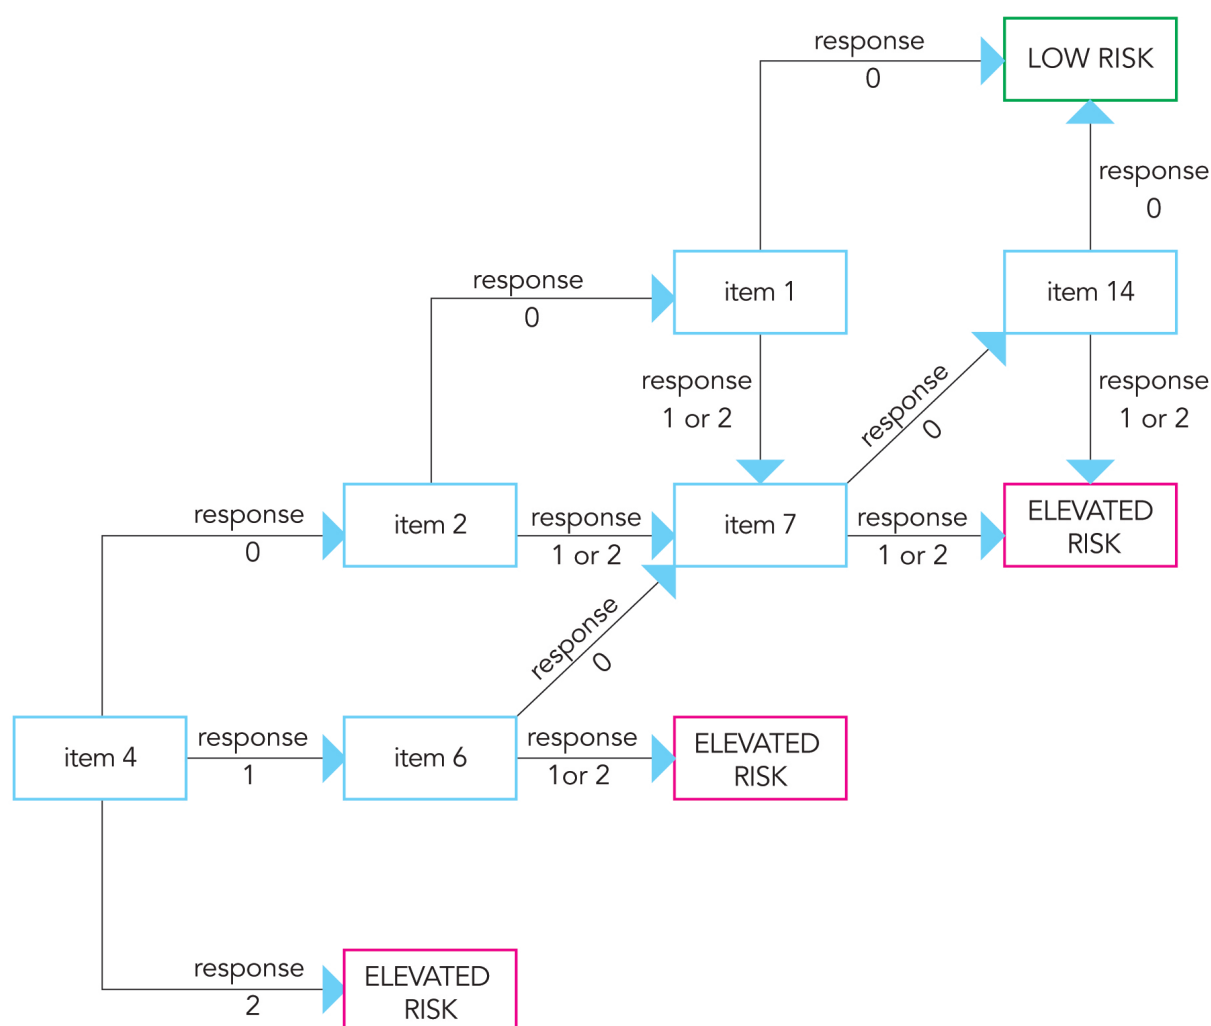 response
0
LOW RISK
response
0
item 1
item 14
response
0
response
1 or 2
response
0
response
1 or 2
item 2
item 7
ELEVATED
RISK
response
0
response
1 or 2
response
1 or 2
response
0
item 4
response
1
item 6
response
1or 2
ELEVATED
RISK
response
2
ELEVATED
RISK